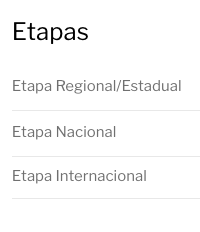 Etapas
Etapa Regional/Estadual
Etapa Nacional
Etapa Internacional